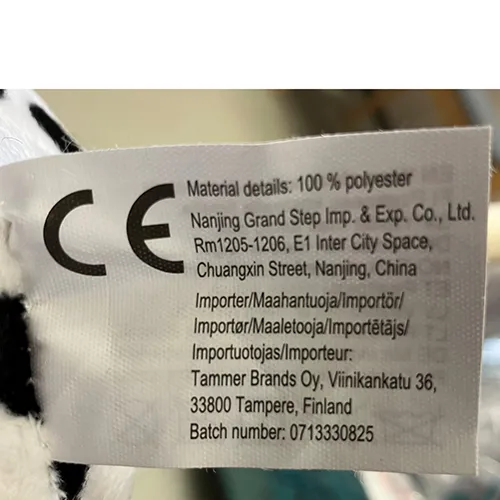 CE
Material details: 100 % polyester
Nanjing Grand Step Imp. & Exp. Co., Ltd.
Rm1205-1206, E1 Inter City Space,
Chuangxin Street, Nanjing, China
Importer/Maahantuoja/Importör/
Importør/Maaletooja/Importētājs/
Importuotojas/Importeur:
Tammer Brands Oy, Viinikankatu 36,
33800 Tampere, Finland
Batch number: 0713330825